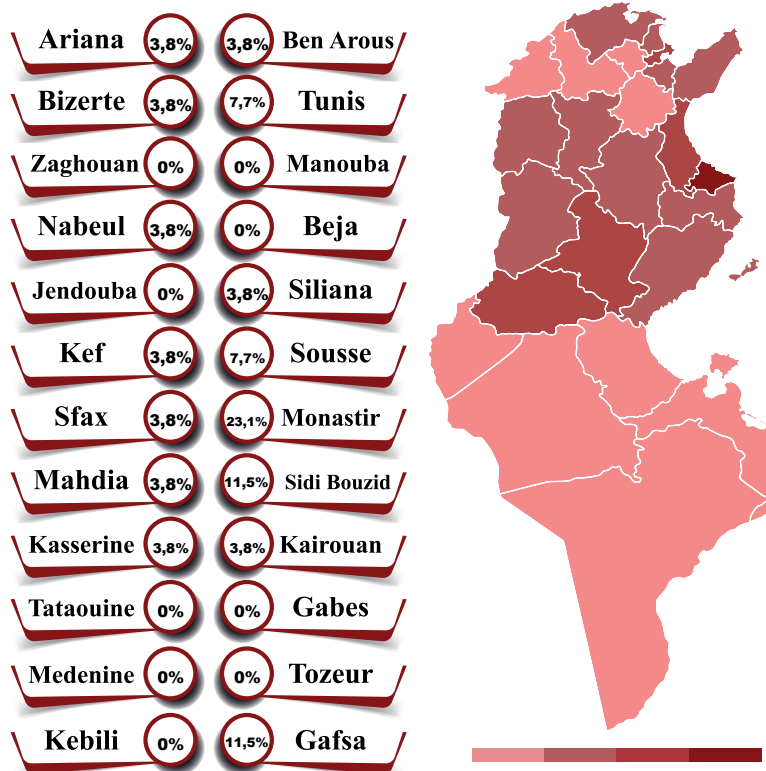 Ariana 3,8% 3,8% Ben Arous
Bizerte 3,8% 7,7% Tunis
Zaghouan 0% 0% Manouba
Nabeul 3,8% 0% Beja
Jendouba 0% 3,8% Siliana
Kef 3,8% 7,7% Sousse
Sfax 3,8% 23,1% Monastir
Mahdia 3,8% 11,5% Sidi Bouzid
Kasserine 3,8% 3,8% Kairouan
Tataouine 0% 0% Gabes
Medenine 0% 0% Tozeur
Kebili 0% 11,5% Gafsa